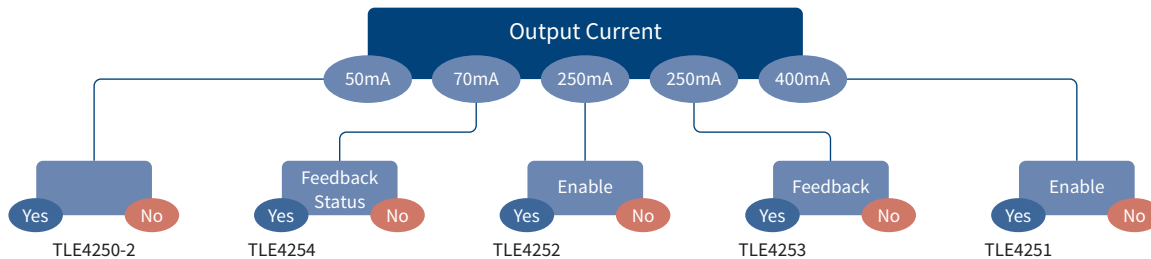 Output Current
50mA 70mA 250mA 250mA 400mA
Feedback
Status
Enable
Feedback
Enable
Yes No Yes No Yes No Yes No Yes No
TLE4250-2 TLE4254 TLE4252 TLE4253 TLE4251